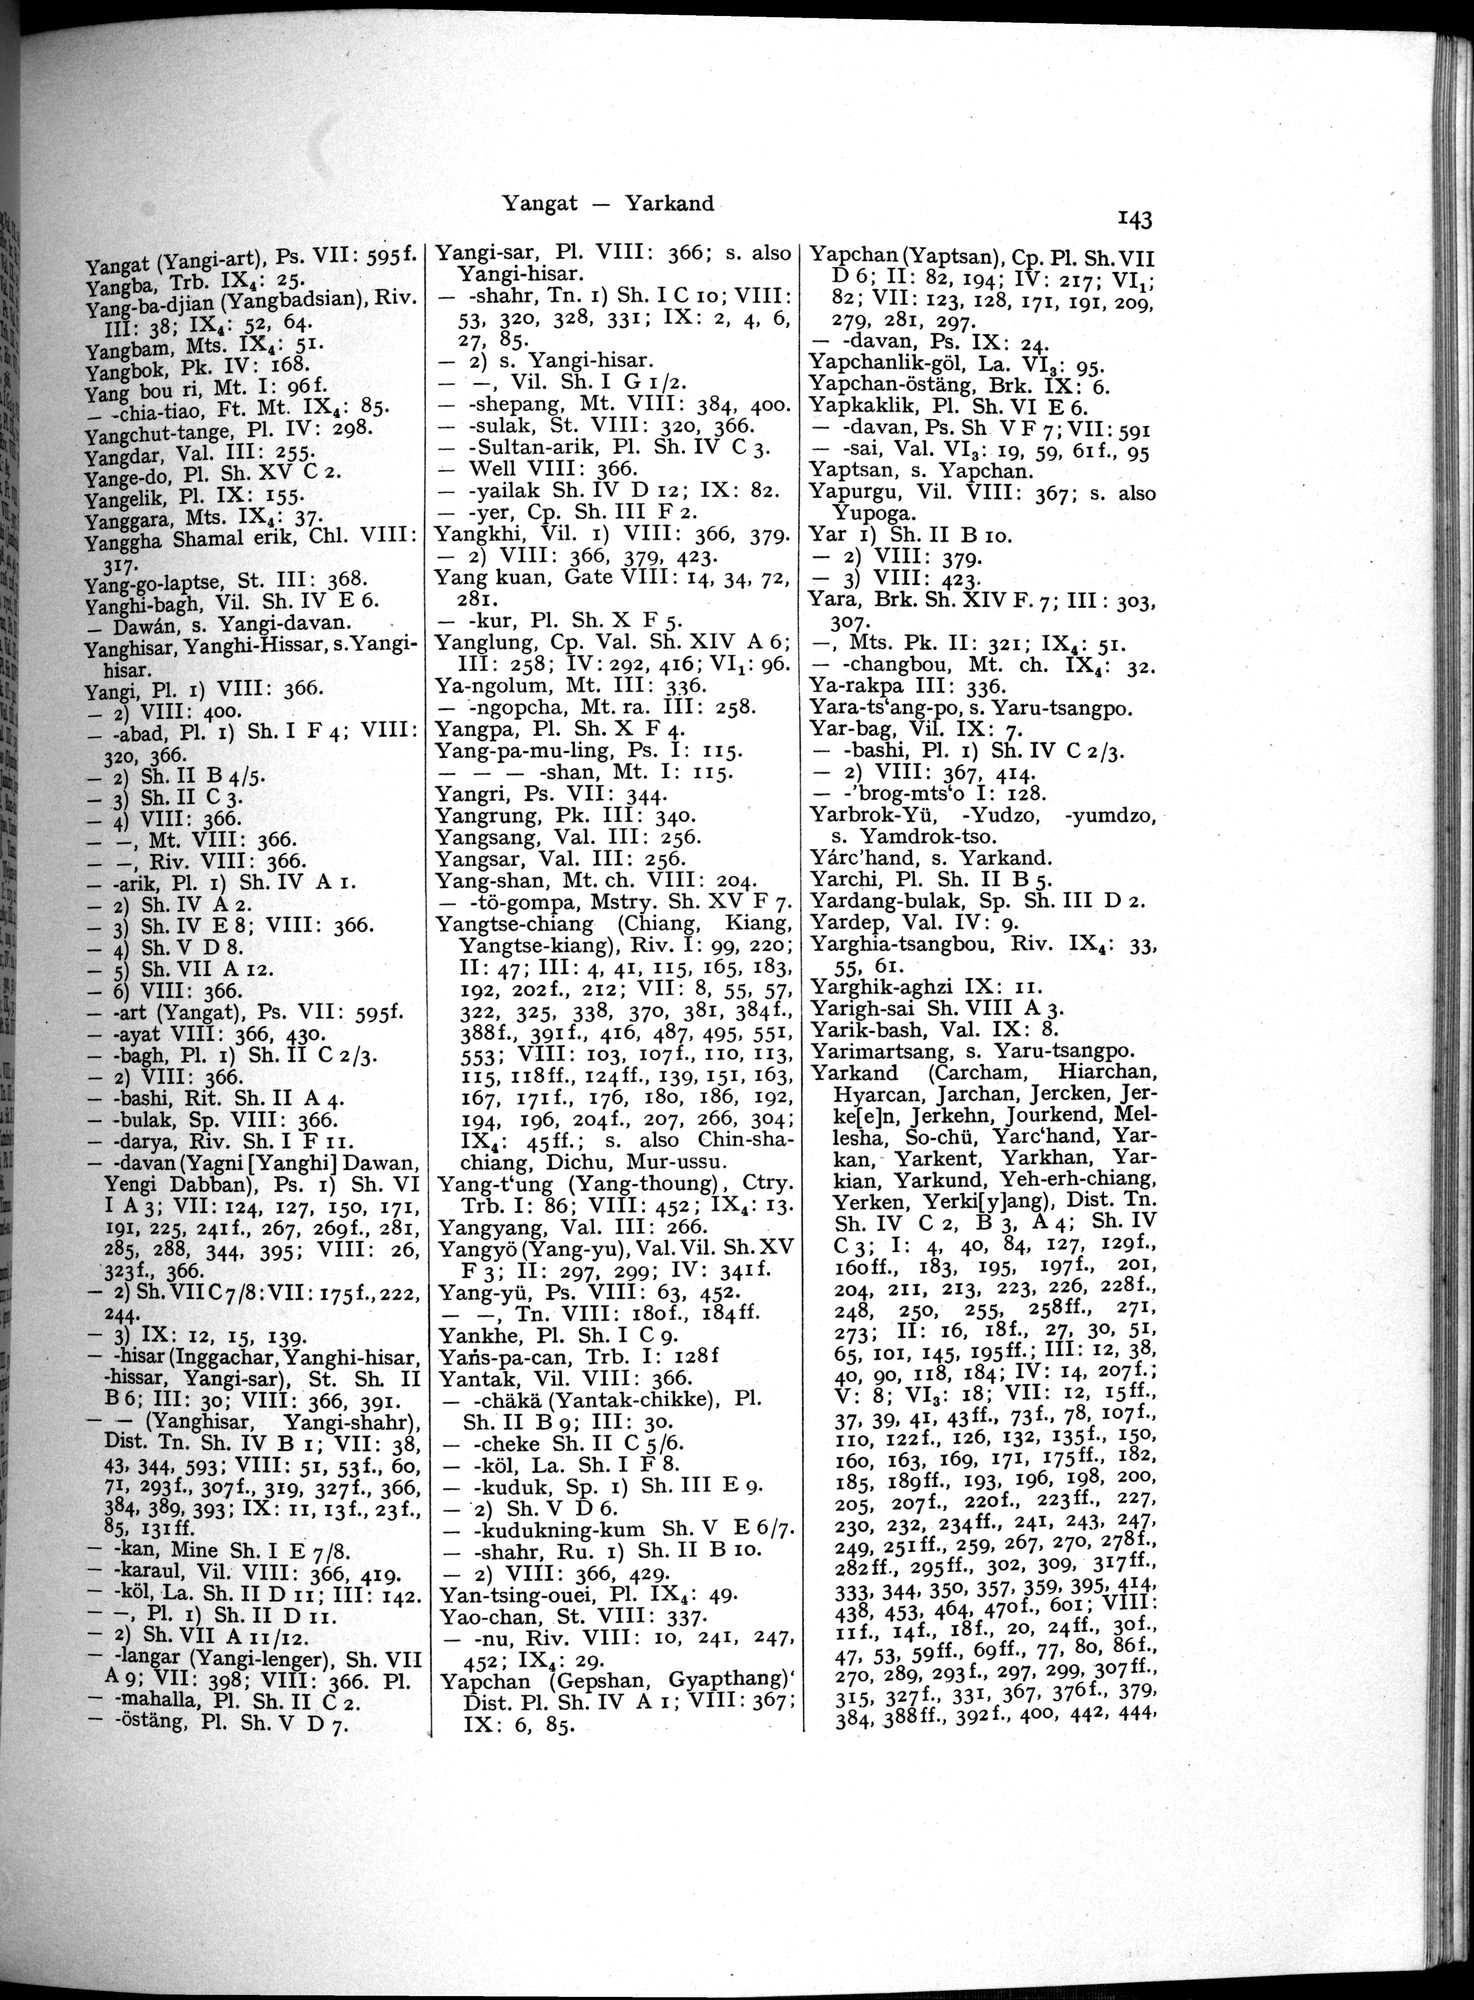 Yangat — Yarkand
143
Yangat (Yangi-art), Ps. VII: 595f.
Yangba, Trb. IX₄: 25.
Yang-ba-djian (Yangbadsian), Riv.
III: 38; IX₄: 52, 64.
Yangbam, Mts. IX₄: 51.
Yangbok, Pk. IV: 168.
Yang bou ri, Mt. I: 96f.
— -chia-tiao, Ft. Mt. IX₄: 85.
Yangchut-tange, Pl. IV: 298.
Yangdar, Val. III: 255.
Yange-do, Pl. Sh. XV C 2.
Yangelik, Pl. IX: 155.
Yanggara, Mts. IX₄: 37.
Yanggha Shamal erik, Chl. VIII:
317.
Yang-go-laptse, St. III: 368.
Yanghi-bagh, Vil. Sh. IV E 6.
— Dawán, s. Yangi-davan.
Yanghisar, Yanghi-Hissar, s. Yangi-
hisar.
Yangi, Pl. 1) VIII: 366.
— 2) VIII: 400.
— -abad, Pl. 1) Sh. I F 4; VIII:
320, 366.
— 2) Sh. II B 4/5.
— 3) Sh. II C 3.
— 4) VIII: 366.
— —, Mt. VIII: 366.
— —, Riv. VIII: 366.
— -arik, Pl. 1) Sh. IV A 1.
— 2) Sh. IV A 2.
— 3) Sh. IV E 8; VIII: 366.
— 4) Sh. V D 8.
— 5) Sh. VII A 12.
— 6) VIII: 366.
— -art (Yangat), Ps. VII: 595f.
— -ayat VIII: 366, 430.
— -bagh, Pl. 1) Sh. II C 2/3.
— 2) VIII: 366.
— -bashi, Rit. Sh. II A 4.
— -bulak, Sp. VIII: 366.
— -darya, Riv. Sh. I F 11.
— -davan (Yagni [Yanghi] Dawan,
Yengi Dabban), Ps. 1) Sh. VI
I A 3; VII: 124, 127, 150, 171,
191, 225, 241f., 267, 269f., 281,
285, 288, 344, 395; VIII: 26,
323f., 366.
— 2) Sh. VII C 7/8: VII: 175f., 222,
244.
— 3) IX: 12, 15, 139.
— -hisar (Inggachar, Yanghi-hisar,
-hissar, Yangi-sar), St. Sh. II
B 6; III: 30; VIII: 366, 391.
— — (Yanghisar, Yangi-shahr),
Dist. Tn. Sh. IV B 1; VII: 38,
43, 344, 593; VIII: 51, 53f., 60,
71, 293f., 307f., 319, 327f., 366,
384, 389, 393; IX: 11, 13f., 23f.,
85, 131ff.
— -kan, Mine Sh. I E 7/8.
— -karaul, Vil. VIII: 366, 419.
— -köl, La. Sh. II D 11; III: 142.
— —, Pl. 1) Sh. II D 11.
— 2) Sh. VII A 11/12.
— -langar (Yangi-lenger), Sh. VII
A 9; VII: 398; VIII: 366. Pl.
— -mahalla, Pl. Sh. II C 2.
— -östäng, Pl. Sh. V D 7.
Yangi-sar, Pl. VIII: 366; s. also
Yangi-hisar.
— -shahr, Tn. 1) Sh. I C 10; VIII:
53, 320, 328, 331; IX: 2, 4, 6,
27, 85.
— 2) s. Yangi-hisar.
— —, Vil. Sh. I G 1/2.
— -shepang, Mt. VIII: 384, 400.
— -sulak, St. VIII: 320, 366.
— -Sultan-arik, Pl. Sh. IV C 3.
— Well VIII: 366.
— -yailak Sh. IV D 12; IX: 82.
— -yer, Cp. Sh. III F 2.
Yangkhi, Vil. 1) VIII: 366, 379.
— 2) VIII: 366, 379, 423.
Yang kuan, Gate VIII: 14, 34, 72,
281.
— -kur, Pl. Sh. X F 5.
Yanglung, Cp. Val. Sh. XIV A 6;
III: 258; IV: 292, 416; VI₁: 96.
Ya-ngolum, Mt. III: 336.
— -ngopcha, Mt. ra. III: 258.
Yangpa, Pl. Sh. X F 4.
Yang-pa-mu-ling, Ps. I: 115.
— — — -shan, Mt. I: 115.
Yangri, Ps. VII: 344.
Yangrung, Pk. III: 340.
Yangsang, Val. III: 256.
Yangsar, Val. III: 256.
Yang-shan, Mt. ch. VIII: 204.
— -tö-gompa, Mstry. Sh. XV F 7.
Yangtse-chiang (Chiang, Kiang,
Yangtse-kiang), Riv. I: 99, 220;
II: 47; III: 4, 41, 115, 165, 183,
192, 202f., 212; VII: 8, 55, 57,
322, 325, 338, 370, 381, 384f.,
388f., 391f., 416, 487, 495, 551,
553; VIII: 103, 107f., 110, 113,
115, 118ff., 124ff., 139, 151, 163,
167, 171f., 176, 180, 186, 192,
194, 196, 204f., 207, 266, 304;
IX₄: 45ff.; s. also Chin-sha-
chiang, Dichu, Mur-ussu.
Yang-t‘ung (Yang-thoung), Ctry.
Trb. I: 86; VIII: 452; IX₄: 13.
Yangyang, Val. III: 266.
Yangyö (Yang-yu), Val. Vil. Sh. XV
F 3; II: 297, 299; IV: 341f.
Yang-yü, Ps. VIII: 63, 452.
— —, Tn. VIII: 180f., 184ff.
Yankhe, Pl. Sh. I C 9.
Yaṅs-pa-can, Trb. I: 128f
Yantak, Vil. VIII: 366.
— -chäkä (Yantak-chikke), Pl.
Sh. II B 9; III: 30.
— -cheke Sh. II C 5/6.
— -köl, La. Sh. I F 8.
— -kuduk, Sp. 1) Sh. III E 9.
— 2) Sh. V D 6.
— -kudukning-kum Sh. V E 6/7.
— -shahr, Ru. 1) Sh. II B 10.
— 2) VIII: 366, 429.
Yan-tsing-ouei, Pl. IX₄: 49.
Yao-chan, St. VIII: 337.
— -nu, Riv. VIII: 10, 241, 247,
452; IX₄: 29.
Yapchan (Gepshan, Gyapthang)‘
Dist. Pl. Sh. IV A 1; VIII: 367;
IX: 6, 85.
Yapchan (Yaptsan), Cp. Pl. Sh. VII
D 6; II: 82, 194; IV: 217; VI₁;
82; VII: 123, 128, 171, 191, 209,
279, 281, 297.
— -davan, Ps. IX: 24.
Yapchanlik-göl, La. VI₃: 95.
Yapchan-östäng, Brk. IX: 6.
Yapkaklik, Pl. Sh. VI E 6.
— -davan, Ps. Sh V F 7; VII: 591
— -sai, Val. VI₃: 19, 59, 61f., 95
Yaptsan, s. Yapchan.
Yapurgu, Vil. VIII: 367; s. also
Yupoga.
Yar 1) Sh. II B 10.
— 2) VIII: 379.
— 3) VIII: 423.
Yara, Brk. Sh. XIV F. 7; III: 303,
307.
—, Mts. Pk. II: 321; IX₄: 51.
— -changbou, Mt. ch. IX₄: 32.
Ya-rakpa III: 336.
Yara-ts‘ang-po, s. Yaru-tsangpo.
Yar-bag, Vil. IX: 7.
— -bashi, Pl. 1) Sh. IV C 2/3.
— 2) VIII: 367, 414.
— -’brog-mts‘o I: 128.
Yarbrok-Yü, -Yudzo, -yumdzo,
s. Yamdrok-tso.
Yárc’hand, s. Yarkand.
Yarchi, Pl. Sh. II B 5.
Yardang-bulak, Sp. Sh. III D 2.
Yardep, Val. IV: 9.
Yarghia-tsangbou, Riv. IX₄: 33,
55, 61.
Yarghik-aghzi IX: 11.
Yarigh-sai Sh. VIII A 3.
Yarik-bash, Val. IX: 8.
Yarimartsang, s. Yaru-tsangpo.
Yarkand (Carcham, Hiarchan,
Hyarcan, Jarchan, Jercken, Jer-
ke[e]n, Jerkehn, Jourkend, Mel-
lesha, So-chü, Yarc‘hand, Yar-
kan, Yarkent, Yarkhan, Yar-
kian, Yarkund, Yeh-erh-chiang,
Yerken, Yerki[y]ang), Dist. Tn.
Sh. IV C 2, B 3, A 4; Sh. IV
C 3; I: 4, 40, 84, 127, 129f.,
160ff., 183, 195, 197f., 201,
204, 211, 213, 223, 226, 228f.,
248, 250, 255, 258ff., 271,
273; II: 16, 18f., 27, 30, 51,
65, 101, 145, 195ff.; III: 12, 38,
40, 90, 118, 184; IV: 14, 207f.;
V: 8; VI₃: 18; VII: 12, 15ff.,
37, 39, 41, 43ff., 73f., 78, 107f.,
110, 122f., 126, 132, 135f., 150,
160, 163, 169, 171, 175ff., 182,
185, 189ff., 193, 196, 198, 200,
205, 207f., 220f., 223ff., 227,
230, 232, 234ff., 241, 243, 247,
249, 251ff., 259, 267, 270, 278f.,
282ff., 295ff., 302, 309, 317ff.,
333, 344, 350, 357, 359, 395, 414,
438, 453, 464, 470f., 601; VIII:
11f., 14f., 18f., 20, 24ff., 30f.,
47, 53, 59ff., 69ff., 77, 80, 86f.,
270, 289, 293f., 297, 299, 307ff.,
315, 327f., 331, 367, 376f., 379,
384, 388ff., 392f., 400, 442, 444,